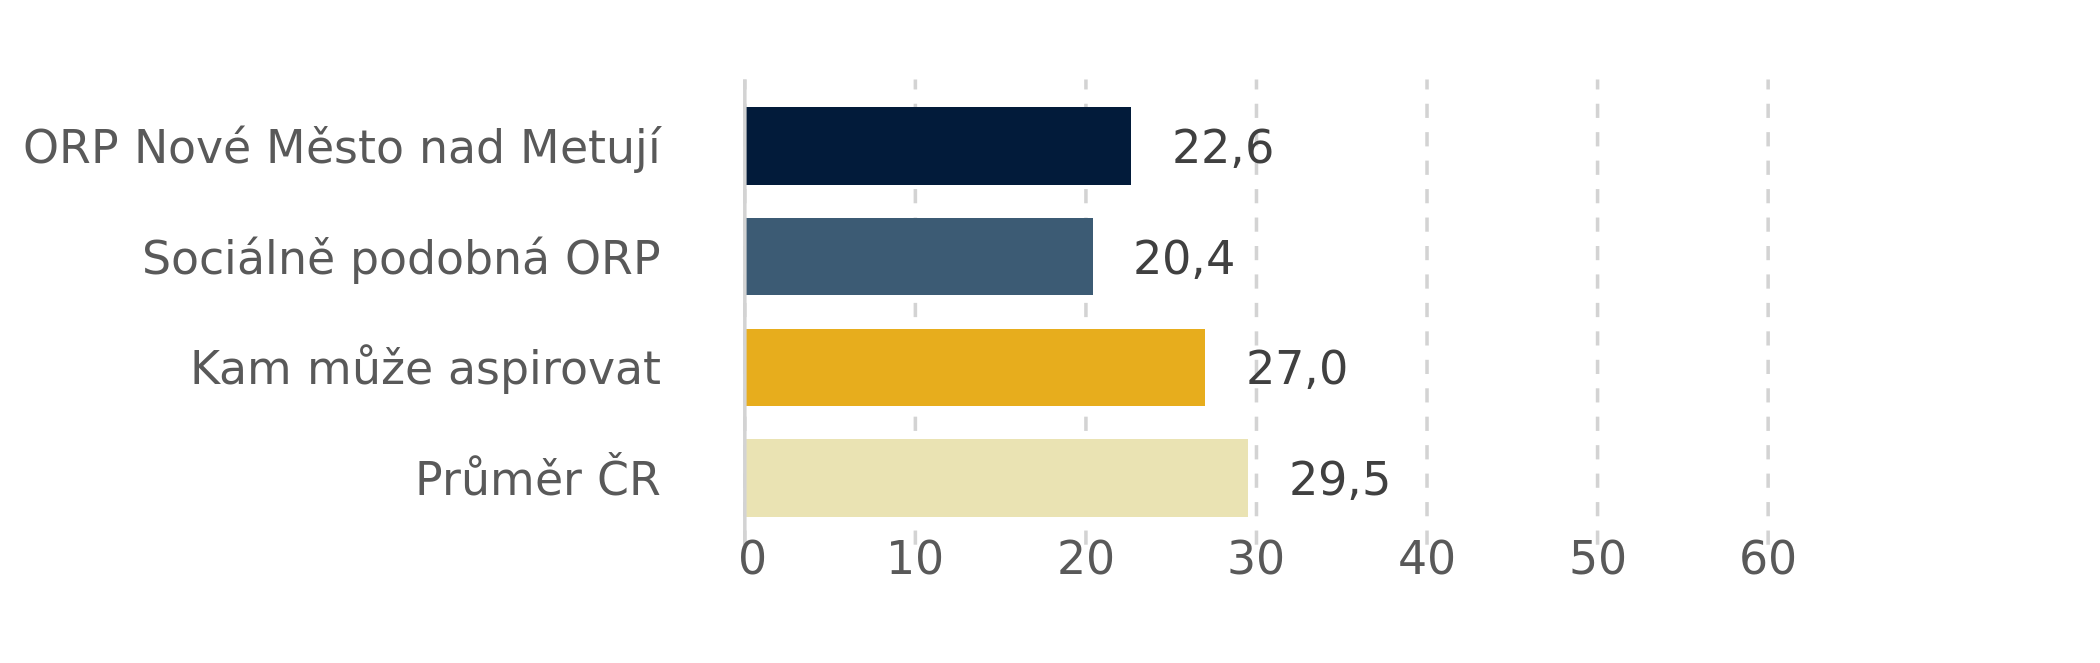 ORP Nové Město nad Metují 22,6
Sociálně podobná ORP 20,4
Kam může aspirovat 27,0
Průměr ČR 29,5
0 10 20 30 40 50 60